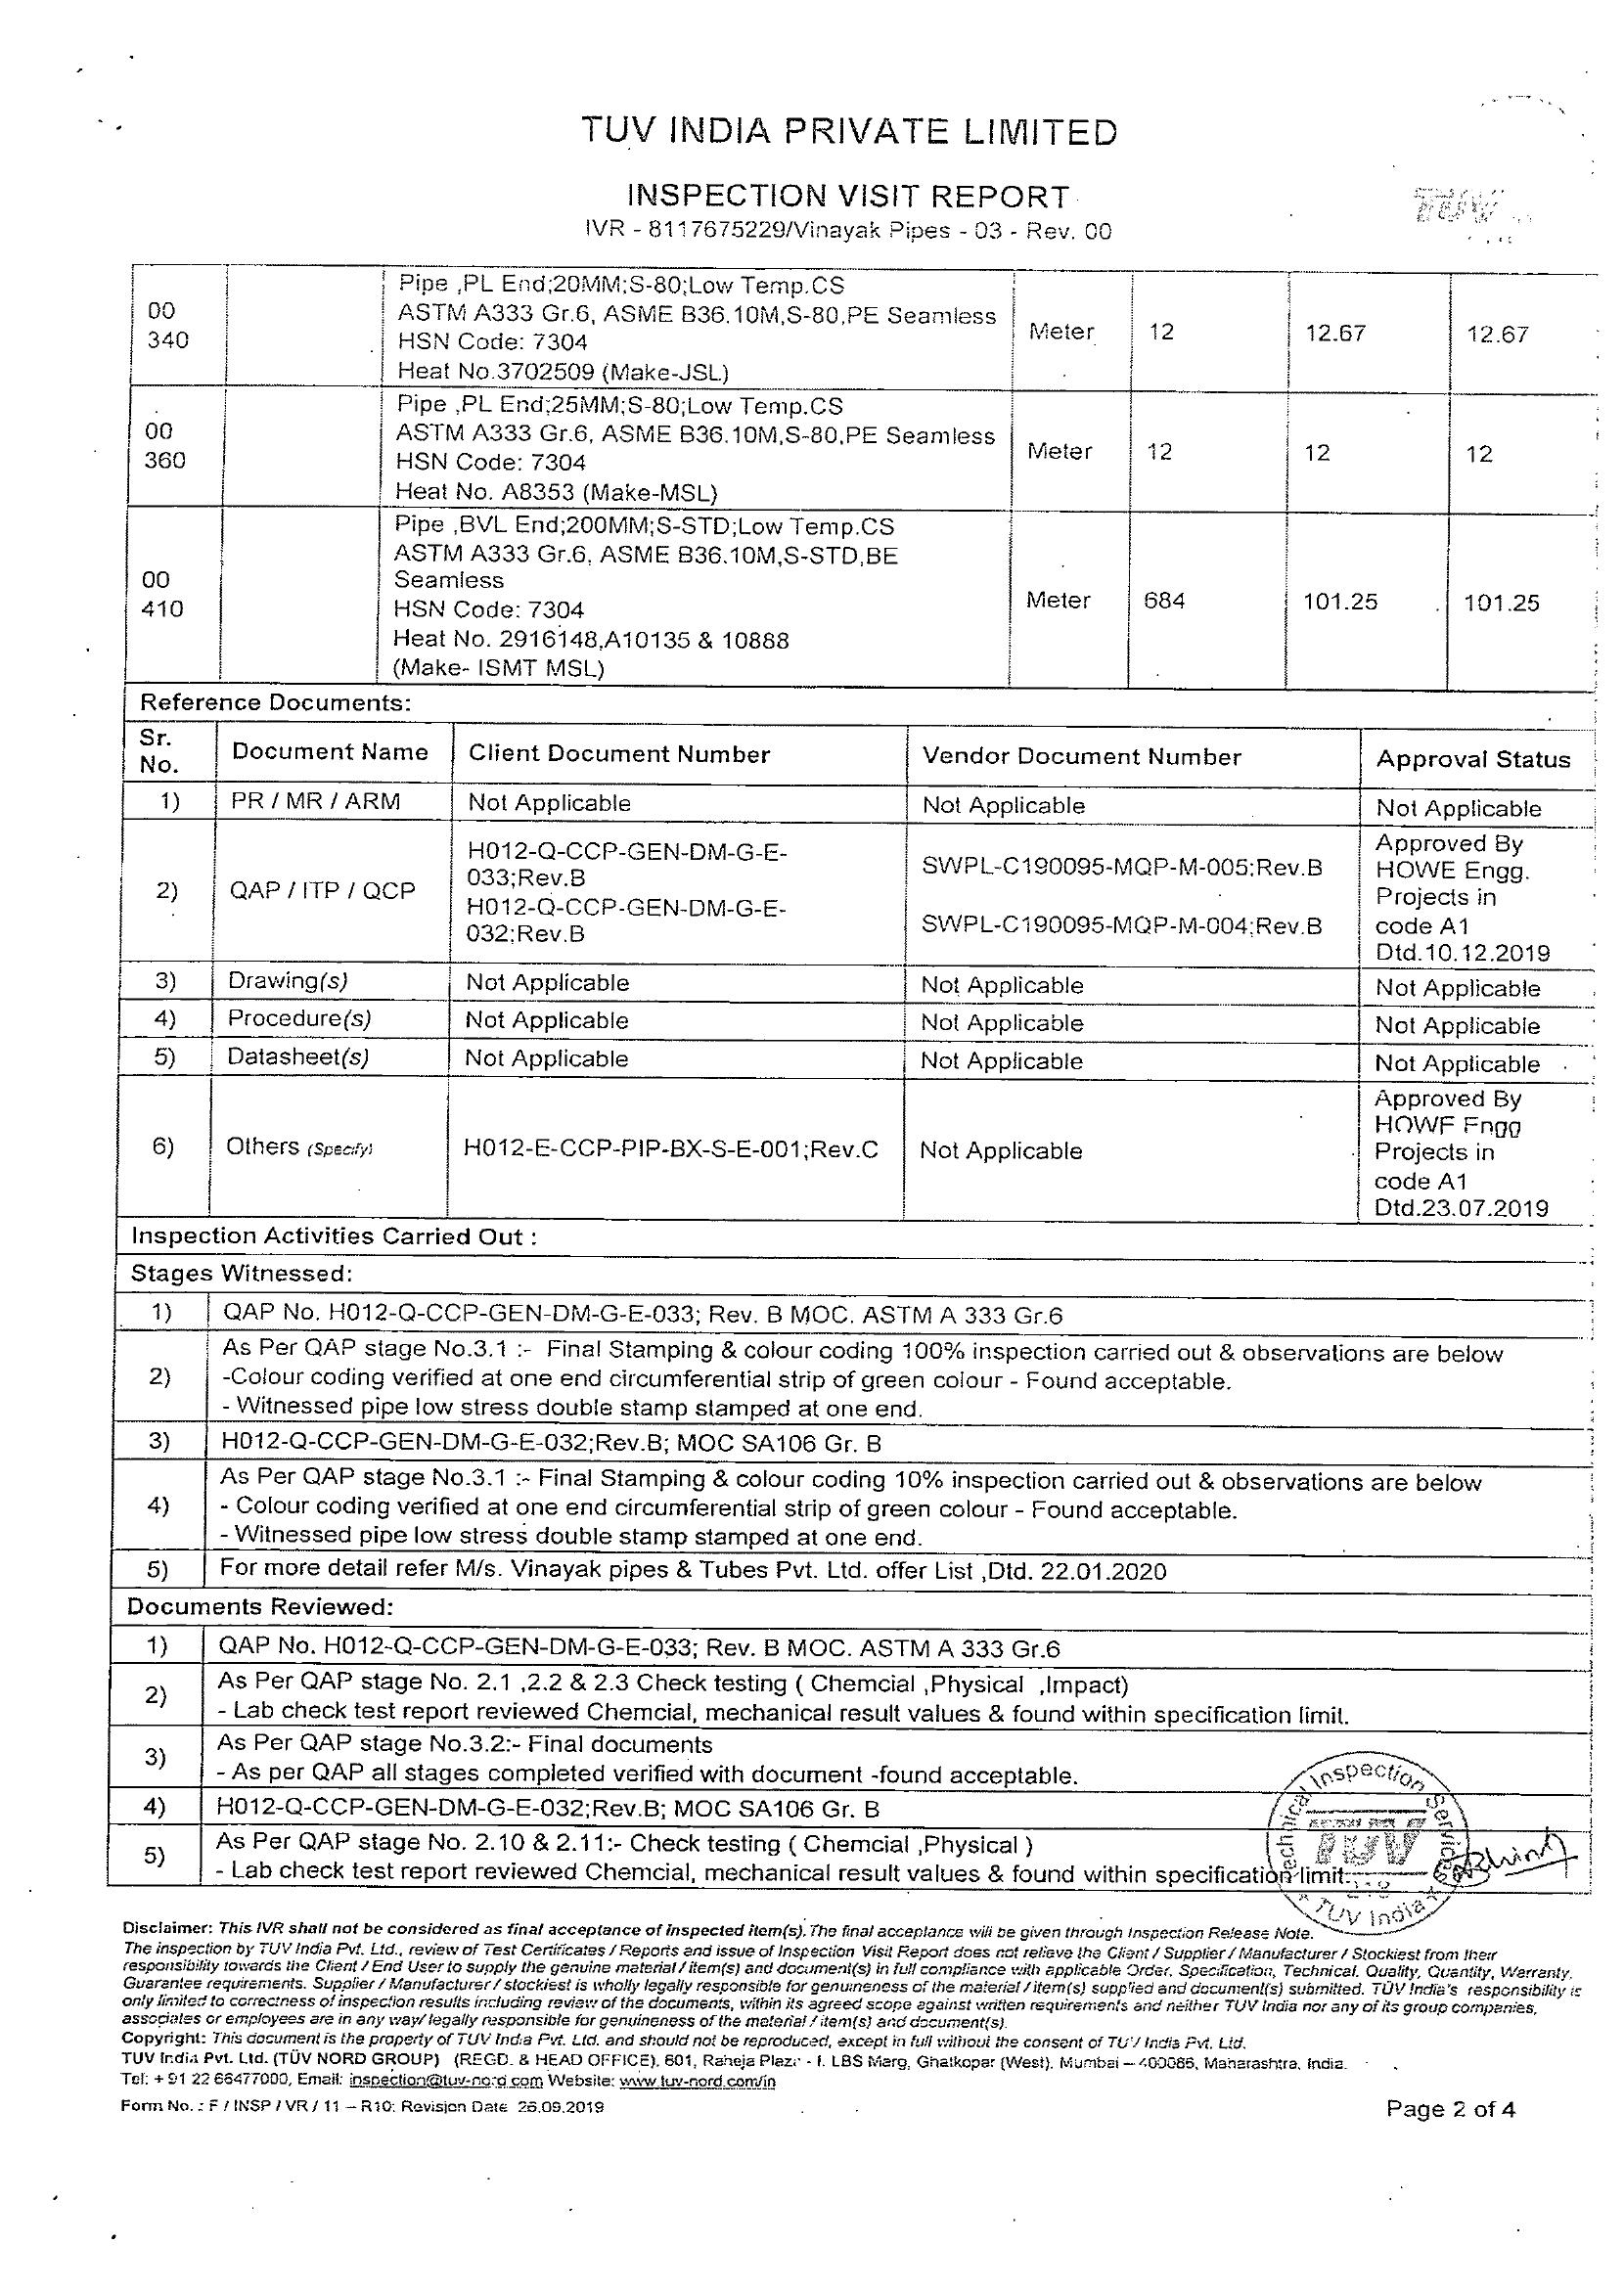 TUV INDIA PRIVATE LIMITED
INSPECTION VISIT REPORT
IVR - 8117675229/Vinayak Pipes - 03 - Rev. 00
TUV
00
340
Pipe ,PL End;20MM;S-80;Low Temp.CS
ASTM A333 Gr.6, ASME B36.10M,S-80,PE Seamless
HSN Code: 7304
Heat No.3702509 (Make-JSL)
Meter
12
12.67
12.67
00
360
Pipe ,PL End;25MM;S-80;Low Temp.CS
ASTM A333 Gr.6, ASME B36.10M,S-80,PE Seamless
HSN Code: 7304
Heat No. A8353 (Make-MSL)
Meter
12
12
12
00
410
Pipe ,BVL End;200MM;S-STD;Low Temp.CS
ASTM A333 Gr.6, ASME B36.10M,S-STD,BE
Seamless
HSN Code: 7304
Heat No. 2916148,A10135 & 10888
(Make- ISMT MSL)
Meter
684
101.25
101.25
Reference Documents:
Sr.
No.
Document Name
Client Document Number
Vendor Document Number
Approval Status
1)
PR / MR / ARM
Not Applicable
Not Applicable
Not Applicable
2)
QAP / ITP / QCP
H012-Q-CCP-GEN-DM-G-E-
033;Rev.B
H012-Q-CCP-GEN-DM-G-E-
032;Rev.B
SWPL-C190095-MQP-M-005;Rev.B
SWPL-C190095-MQP-M-004;Rev.B
Approved By
HOWE Engg.
Projects in
code A1
Dtd.10.12.2019
3)
Drawing(s)
Not Applicable
Not Applicable
Not Applicable
4)
Procedure(s)
Not Applicable
Not Applicable
Not Applicable
5)
Datasheet(s)
Not Applicable
Not Applicable
Not Applicable
6)
Others (Specify)
H012-E-CCP-PIP-BX-S-E-001;Rev.C
Not Applicable
Approved By
HOWE Engg
Projects in
code A1
Dtd.23.07.2019
Inspection Activities Carried Out :
Stages Witnessed:
1)
QAP No. H012-Q-CCP-GEN-DM-G-E-033; Rev. B MOC. ASTM A 333 Gr.6
2)
As Per QAP stage No.3.1 :- Final Stamping & colour coding 100% inspection carried out & observations are below
-Colour coding verified at one end circumferential strip of green colour - Found acceptable.
- Witnessed pipe low stress double stamp stamped at one end.
3)
H012-Q-CCP-GEN-DM-G-E-032;Rev.B; MOC SA106 Gr. B
4)
As Per QAP stage No.3.1 :- Final Stamping & colour coding 10% inspection carried out & observations are below
- Colour coding verified at one end circumferential strip of green colour - Found acceptable.
- Witnessed pipe low stress double stamp stamped at one end.
5)
For more detail refer M/s. Vinayak pipes & Tubes Pvt. Ltd. offer List ,Dtd. 22.01.2020
Documents Reviewed:
1)
QAP No. H012-Q-CCP-GEN-DM-G-E-033; Rev. B MOC. ASTM A 333 Gr.6
2)
As Per QAP stage No. 2.1 ,2.2 & 2.3 Check testing ( Chemcial ,Physical ,Impact)
- Lab check test report reviewed Chemcial, mechanical result values & found within specification limit.
3)
As Per QAP stage No.3.2:- Final documents
- As per QAP all stages completed verified with document -found acceptable.
4)
H012-Q-CCP-GEN-DM-G-E-032;Rev.B; MOC SA106 Gr. B
5)
As Per QAP stage No. 2.10 & 2.11:- Check testing ( Chemcial ,Physical )
- Lab check test report reviewed Chemcial, mechanical result values & found within specification limit.
Technical Inspection Services
TUV
TUV India
Disclaimer: This IVR shall not be considered as final acceptance of inspected item(s). The final acceptance will be given through Inspection Release Note.
The inspection by TUV India Pvt. Ltd., review of Test Certificates / Reports and issue of Inspection Visit Report does not relieve the Client / Supplier / Manufacturer / Stockiest from their
responsibility towards the Client / End User to supply the genuine material / item(s) and document(s) in full compliance with applicable Order, Specification, Technical, Quality, Quantity, Warranty,
Guarantee requirements. Supplier / Manufacturer / stockiest is wholly legally responsible for genuineness of the material / item(s) supplied and document(s) submitted. TÜV India's responsibility is
only limited to correctness of inspection results including review of the documents, within its agreed scope against written requirements and neither TUV India nor any of its group companies,
associates or employees are in any way/ legally responsible for genuineness of the material / item(s) and document(s).
Copyright: This document is the property of TUV India Pvt. Ltd. and should not be reproduced, except in full without the consent of TUV India Pvt. Ltd.
TUV India Pvt. Ltd. (TÜV NORD GROUP) (REGD. & HEAD OFFICE), 801, Raheja Plaza - I, LBS Marg, Ghatkopar (West), Mumbai – 400086, Maharashtra, India.
Tel: + 91 22 66477000, Email: inspection@tuv-nord.com Website: www.tuv-nord.com/in
Form No. : F / INSP / VR / 11 – R10: Revision Date 26.09.2019
Page 2 of 4